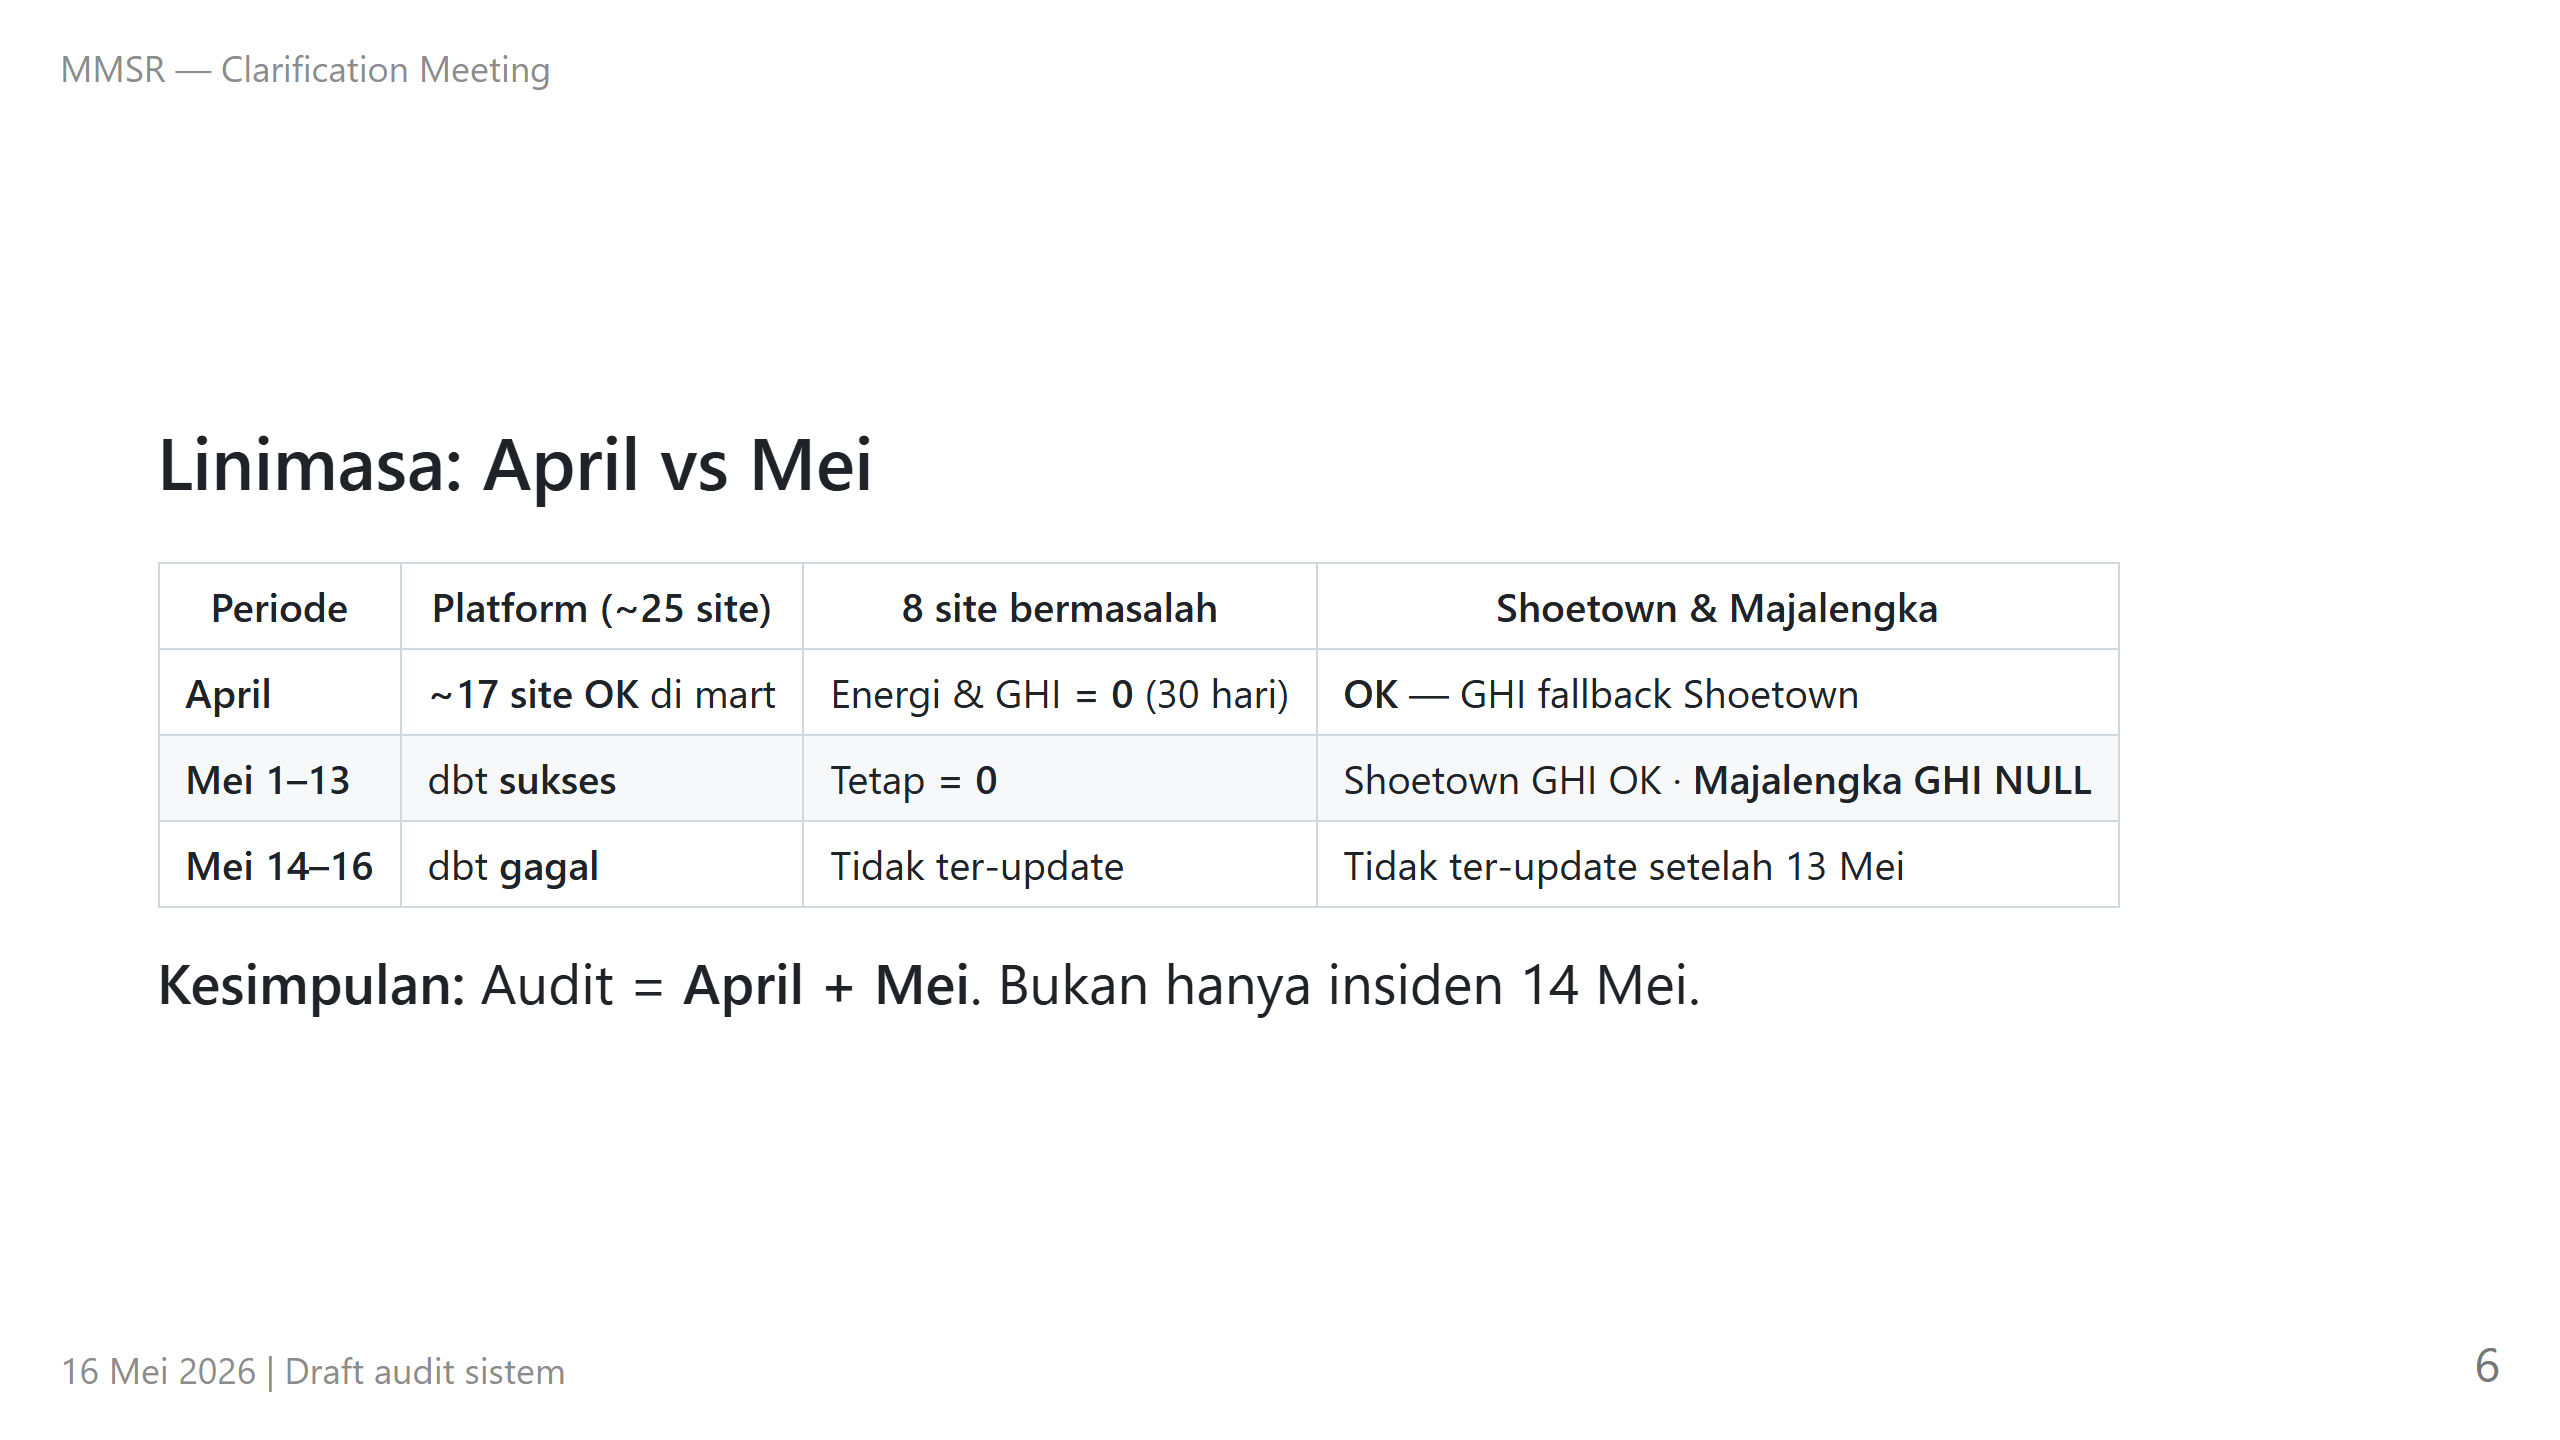 MMSR — Clarification Meeting
Linimasa: April vs Mei
Periode Platform (~25 site) 8 site bermasalah Shoetown & Majalengka
April ~17 site OK di mart Energi & GHI = 0 (30 hari) OK — GHI fallback Shoetown
Mei 1–13 dbt sukses Tetap = 0 Shoetown GHI OK · Majalengka GHI NULL
Mei 14–16 dbt gagal Tidak ter-update Tidak ter-update setelah 13 Mei
Kesimpulan: Audit = April + Mei. Bukan hanya insiden 14 Mei.
16 Mei 2026 | Draft audit sistem 6